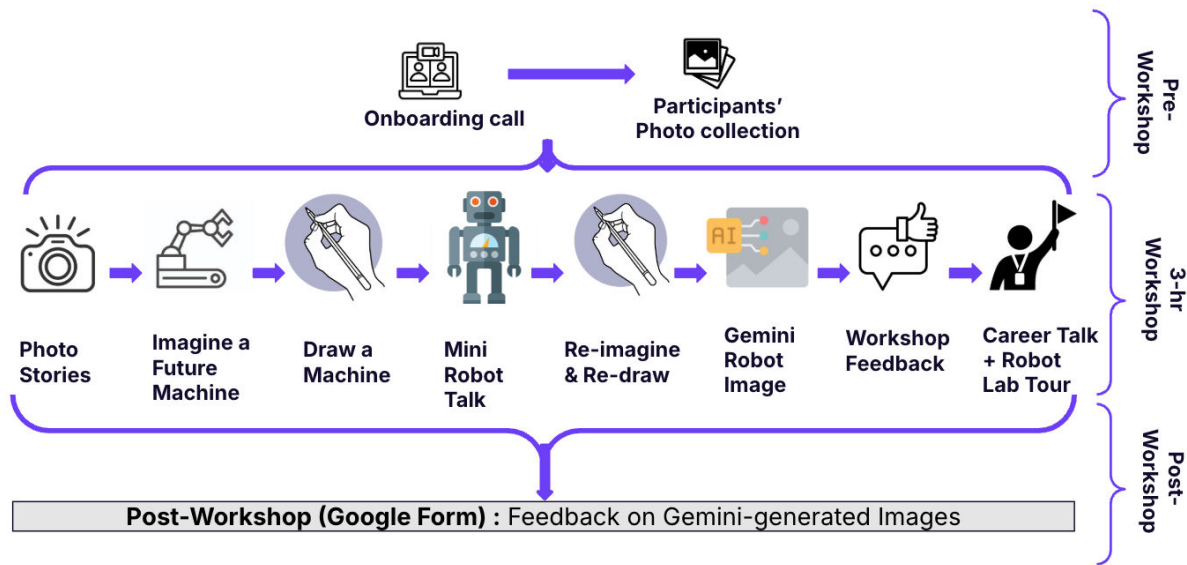 Onboarding call
Participants'
Photo collection
Pre-
Workshop
AI
Photo
Stories
Imagine a
Future
Machine
Draw a
Machine
Mini
Robot
Talk
Re-imagine
& Re-draw
Gemini
Robot
Image
Workshop
Feedback
Career Talk
+ Robot
Lab Tour
3-hr
Workshop
Post-Workshop (Google Form) : Feedback on Gemini-generated Images
Post-
Workshop